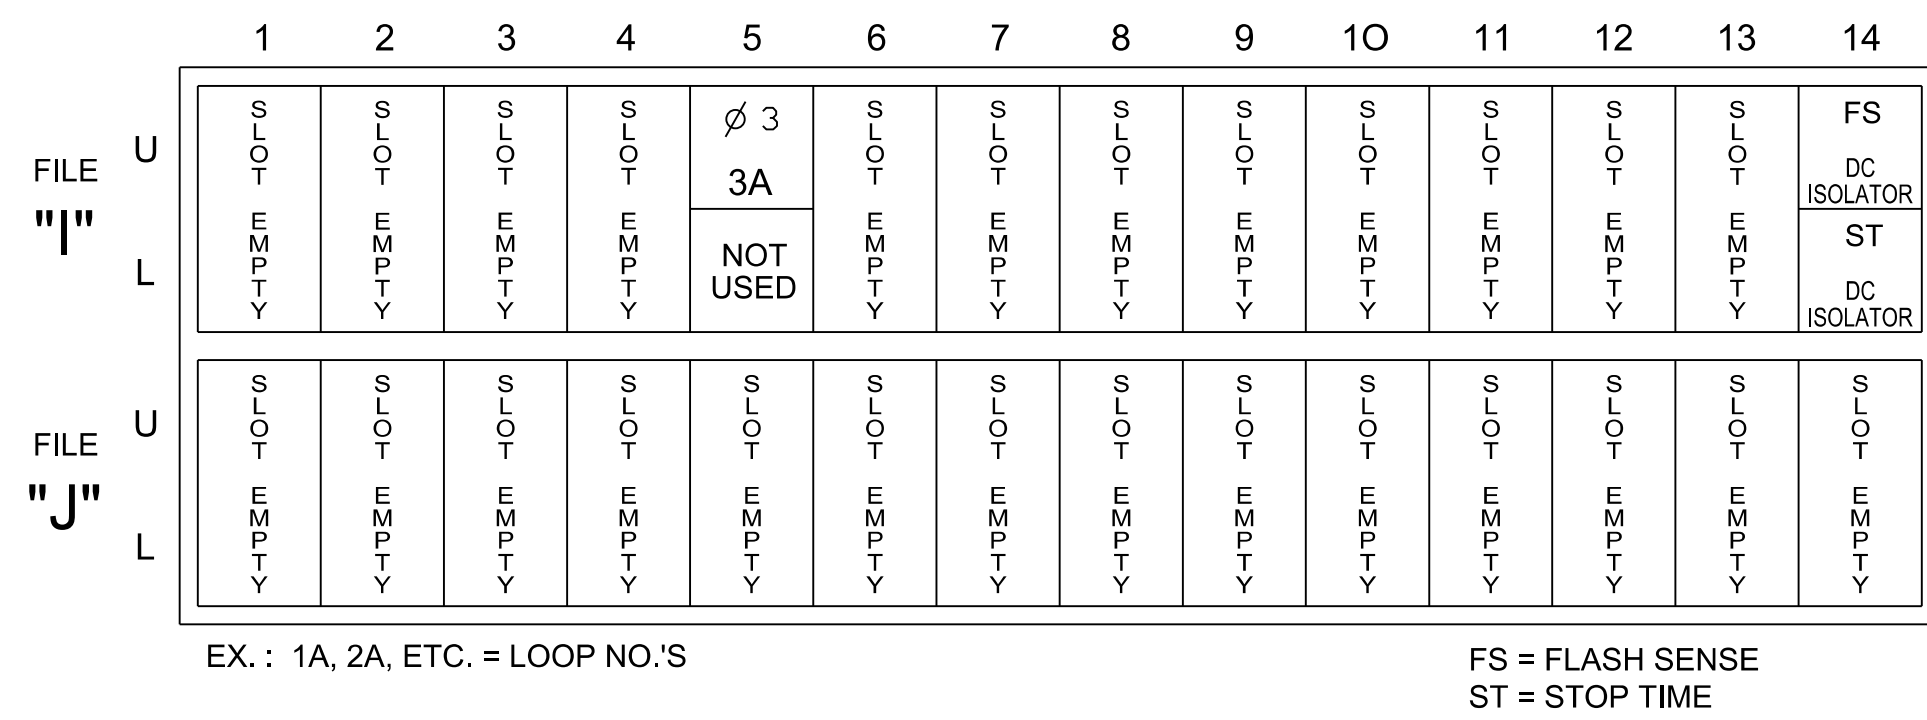 1 2 3 4 5 6 7 8 9 10 11 12 13 14
FILE "I"
U
L
SLOT EMPTY
SLOT EMPTY
SLOT EMPTY
SLOT EMPTY
Ø 3
3A
NOT
USED
SLOT EMPTY
SLOT EMPTY
SLOT EMPTY
SLOT EMPTY
SLOT EMPTY
SLOT EMPTY
SLOT EMPTY
SLOT EMPTY
FS
DC
ISOLATOR
ST
DC
ISOLATOR
FILE "J"
U
L
SLOT EMPTY
SLOT EMPTY
SLOT EMPTY
SLOT EMPTY
SLOT EMPTY
SLOT EMPTY
SLOT EMPTY
SLOT EMPTY
SLOT EMPTY
SLOT EMPTY
SLOT EMPTY
SLOT EMPTY
SLOT EMPTY
SLOT EMPTY
EX. : 1A, 2A, ETC. = LOOP NO.'S
FS = FLASH SENSE
ST = STOP TIME